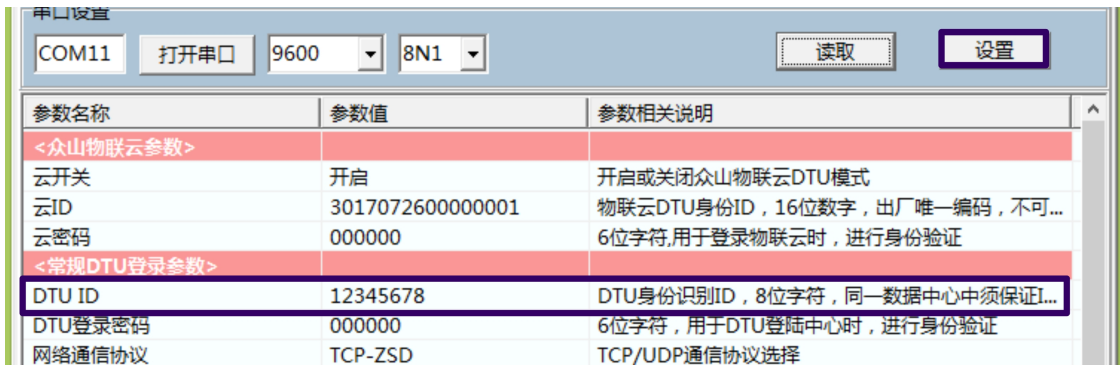 串口设置
COM11 打开串口 9600 8N1 读取 设置
参数名称 参数值 参数相关说明
<众山物联云参数>
云开关 开启 开启或关闭众山物联云DTU模式
云ID 3017072600000001 物联云DTU身份ID，16位数字，出厂唯一编码，不可...
云密码 000000 6位字符,用于登录物联云时，进行身份验证
<常规DTU登录参数>
DTU ID 12345678 DTU身份识别ID，8位字符，同一数据中心中须保证I...
DTU登录密码 000000 6位字符，用于DTU登陆中心时，进行身份验证
网络通信协议 TCP-ZSD TCP/UDP通信协议选择